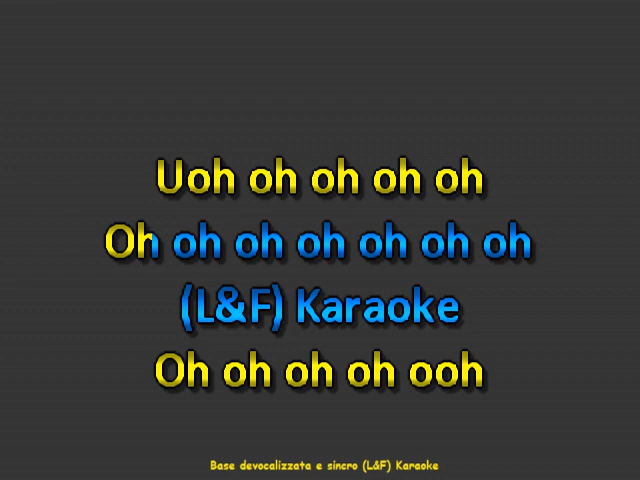 Uoh oh oh oh oh
Oh oh oh oh oh oh oh
(L&F) Karaoke
Oh oh oh oh ooh
Base devocalizzata e sincro (L&F) Karaoke